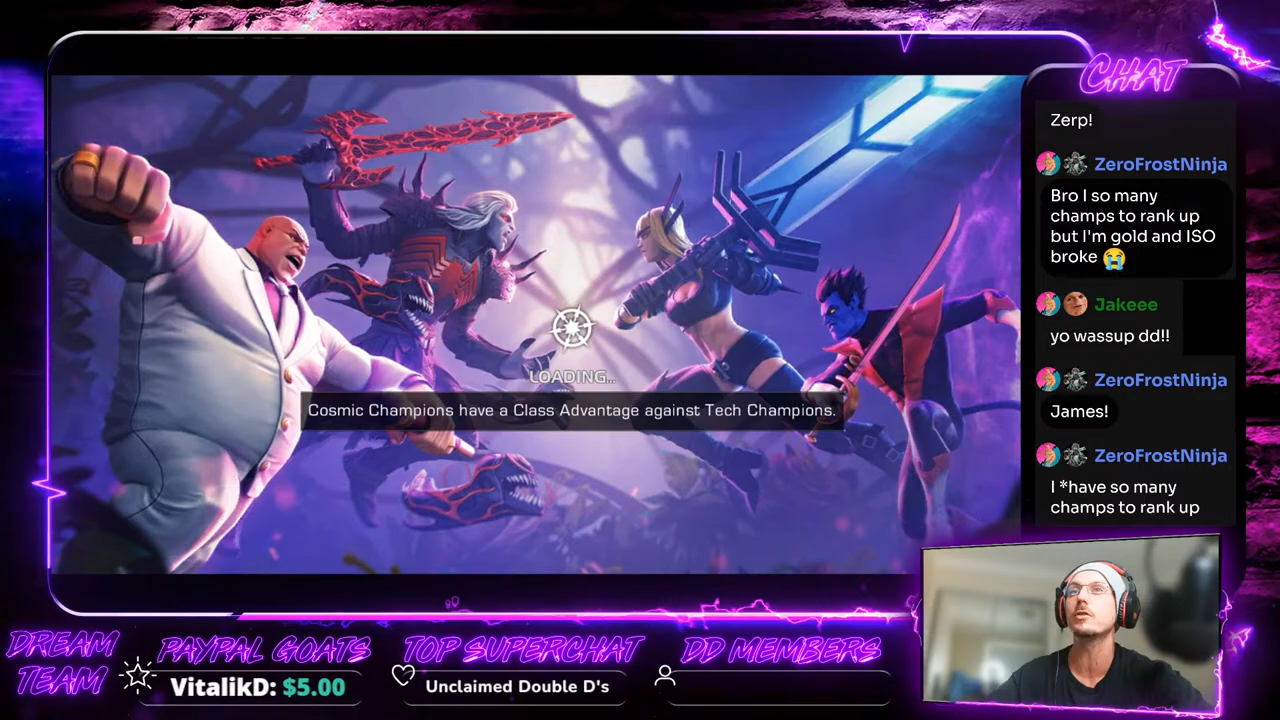 CHAT
Zerp!
ZeroFrostNinja
Bro I so many
champs to rank up
but I'm gold and ISO
broke 😭
Jakeee
yo wassup dd!!
ZeroFrostNinja
James!
ZeroFrostNinja
I *have so many
champs to rank up
LOADING...
Cosmic Champions have a Class Advantage against Tech Champions.
DREAM
TEAM
PAYPAL GOATS
VitalikD: $5.00
TOP SUPERCHAT
Unclaimed Double D's
DD MEMBERS